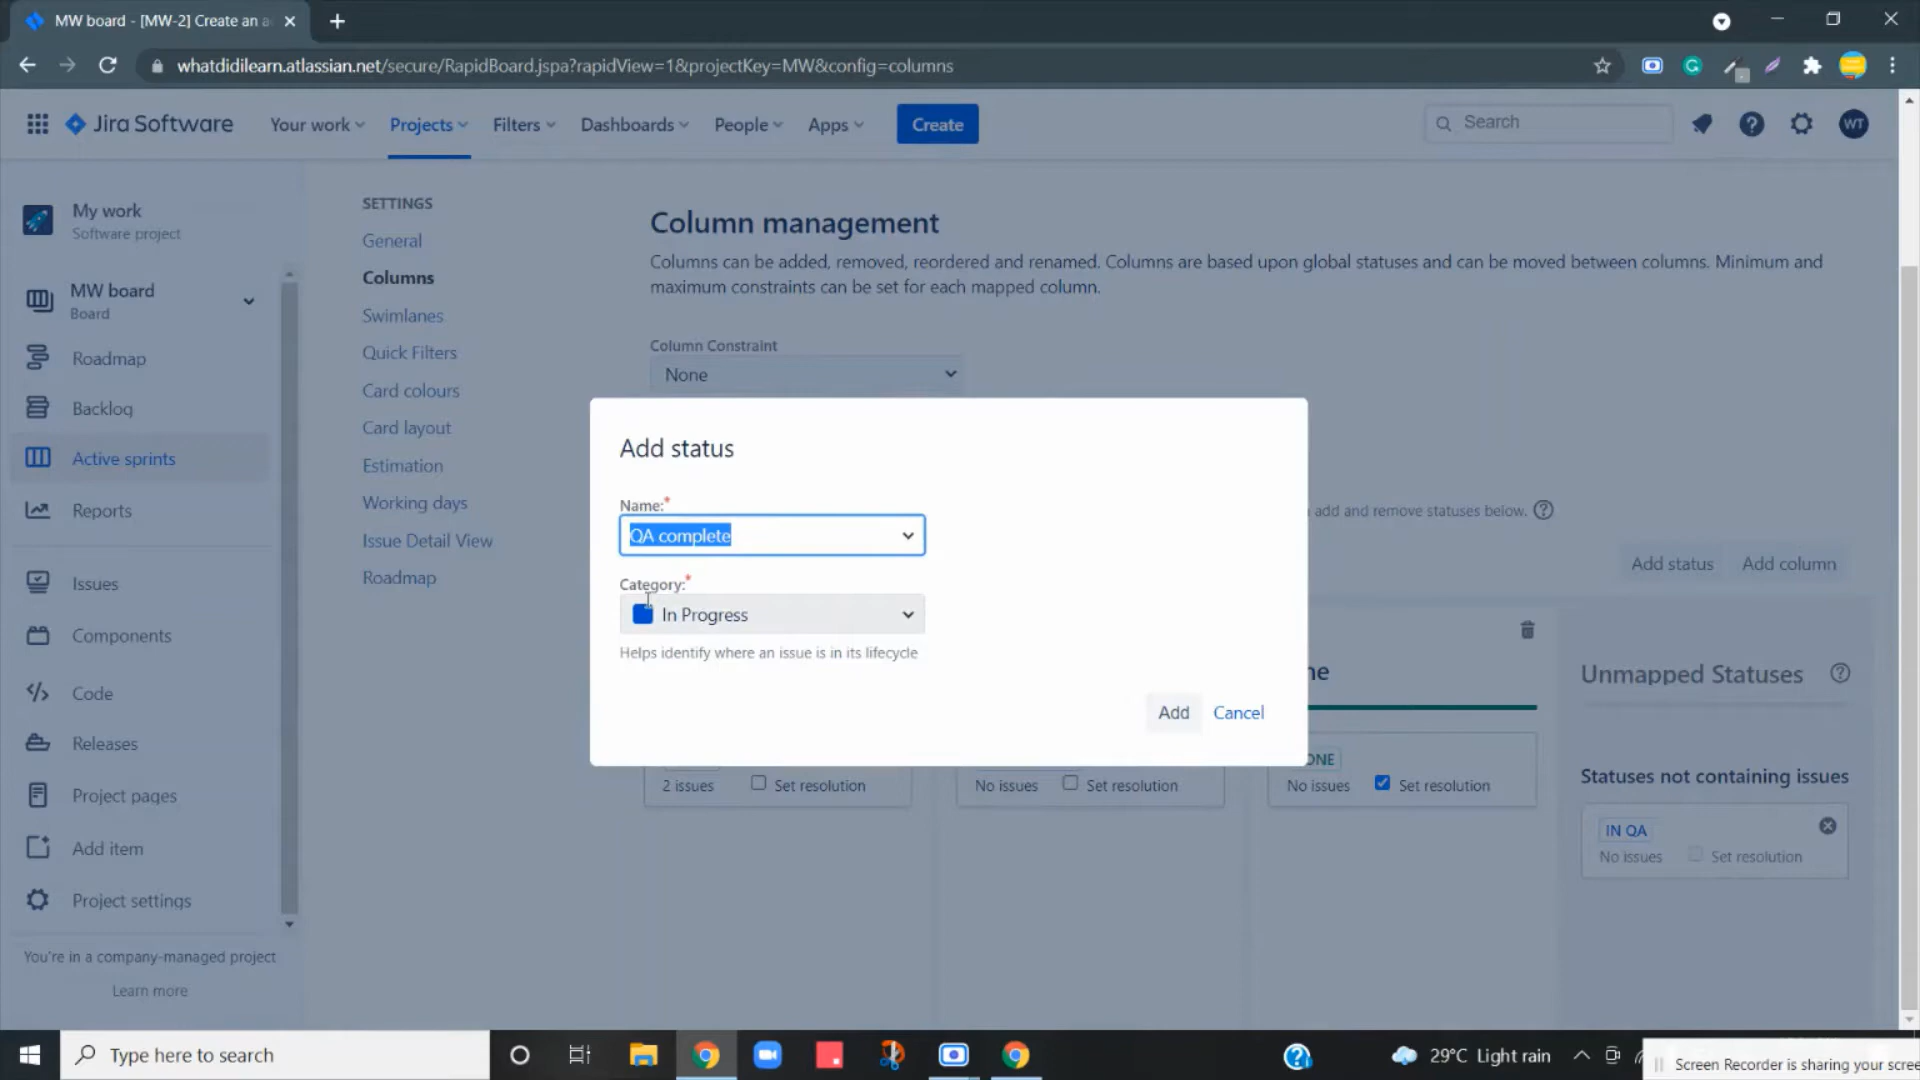 MW board - [MW-2] Create an a
whatdidilearn.atlassian.net/secure/RapidBoard.jspa?rapidView=1&projectKey=MW&config=columns
Jira Software
Your work
Projects
Filters
Dashboards
People
Apps
Create
Search
WT
My work
Software project
MW board
Board
Roadmap
Backlog
Active sprints
Reports
Issues
Components
Code
Releases
Project pages
Add item
Project settings
You're in a company-managed project
Learn more
SETTINGS
General
Columns
Swimlanes
Quick Filters
Card colours
Card layout
Estimation
Working days
Issue Detail View
Roadmap
Column management
Columns can be added, removed, reordered and renamed. Columns are based upon global statuses and can be moved between columns. Minimum and
maximum constraints can be set for each mapped column.
Column Constraint
None
add and remove statuses below.
Add status
Add column
Add status
Name:*
QA complete
Category:*
In Progress
Helps identify where an issue is in its lifecycle
Add
Cancel
ne
Unmapped Statuses
ONE
2 issues
Set resolution
No issues
Set resolution
No issues
Set resolution
Statuses not containing issues
IN QA
No issues
Set resolution
Type here to search
29°C Light rain
Screen Recorder is sharing your scree